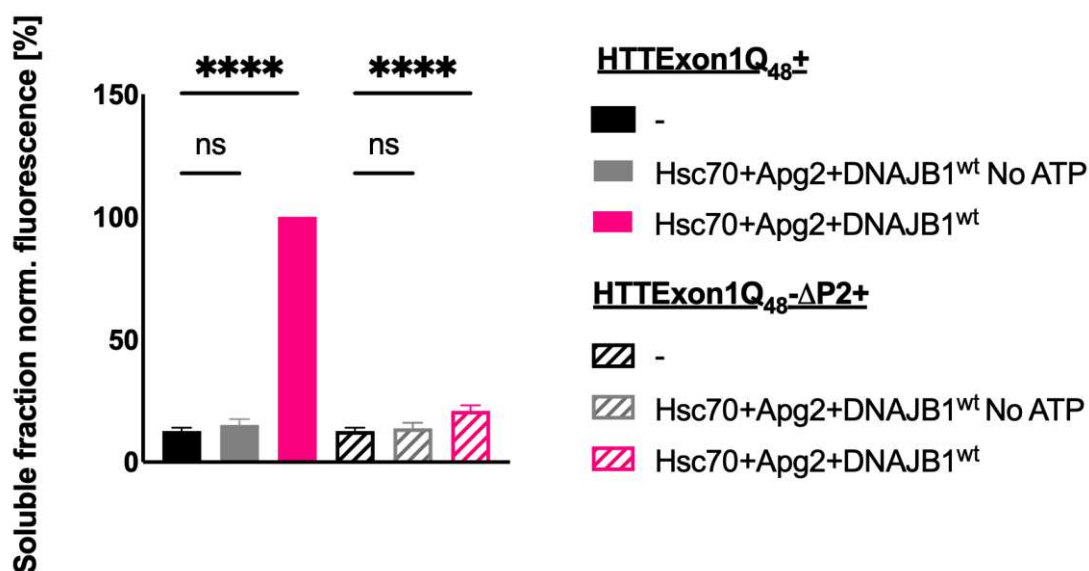 Soluble fraction norm. fluorescence [%]
150
100
50
0
**** ****
ns ns
HTTExon1Q48+
-
Hsc70+Apg2+DNAJB1wt No ATP
Hsc70+Apg2+DNAJB1wt
HTTExon1Q48-ΔP2+
-
Hsc70+Apg2+DNAJB1wt No ATP
Hsc70+Apg2+DNAJB1wt